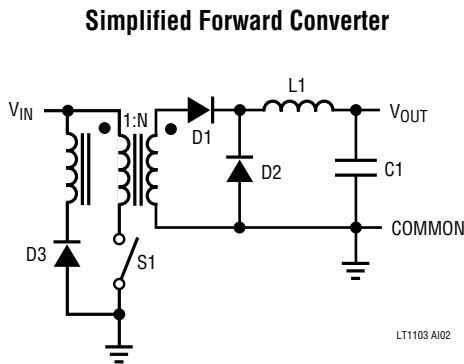 Simplified Forward Converter
L1
V_IN
1:N
D1
V_OUT
D2
C1
D3
S1
COMMON
LT1103 AI02